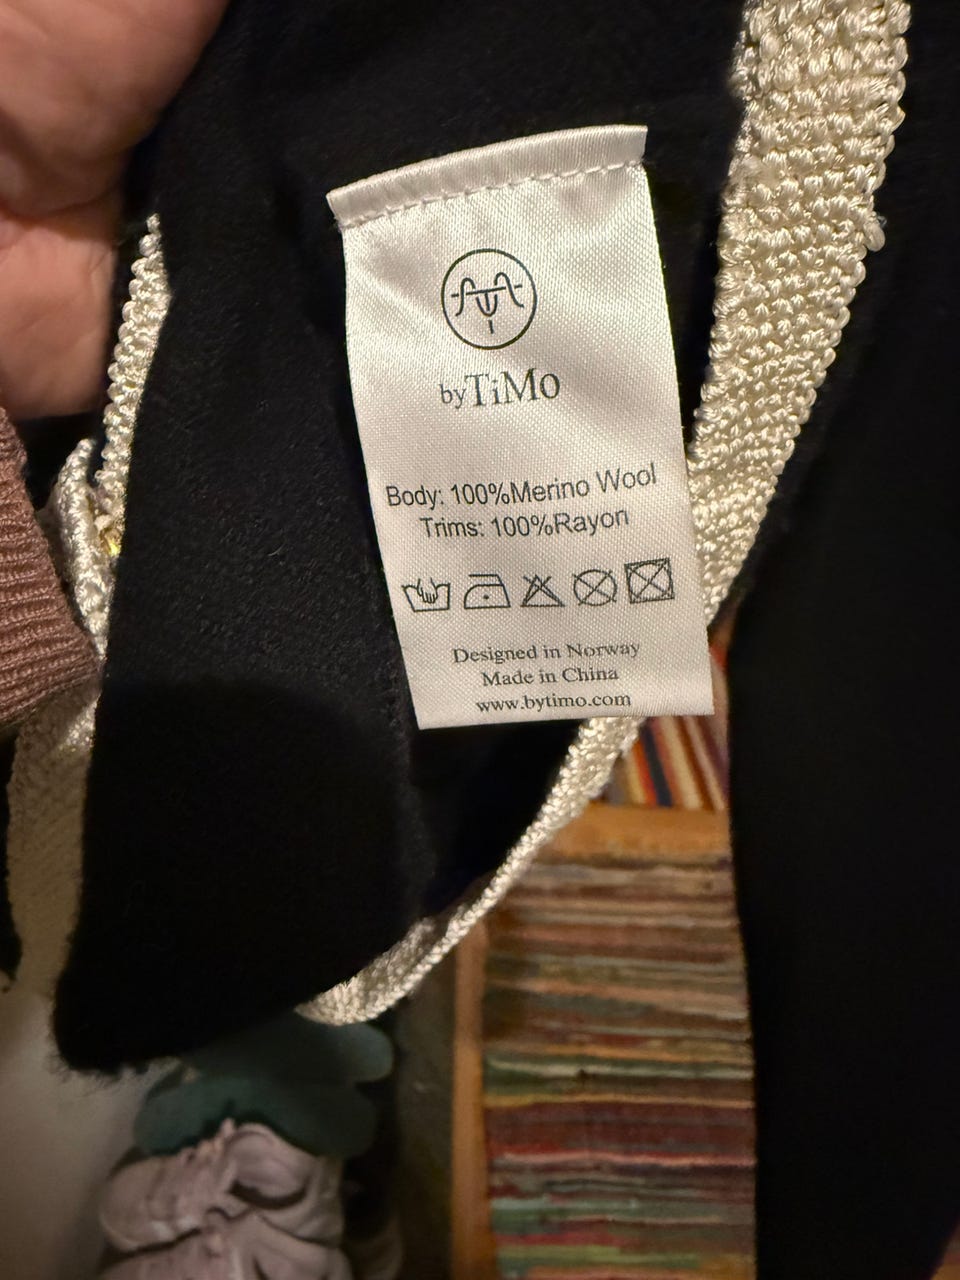 byTiMo
Body: 100%Merino Wool
Trims: 100%Rayon
Designed in Norway
Made in China
www.bytimo.com